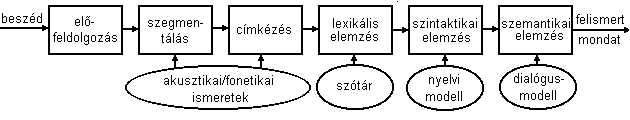 beszéd
elő-
feldolgozás
szegmen-
tálás
címkézés
lexikális
elemzés
szintaktikai
elemzés
szemantikai
elemzés
felismert
mondat
akusztikai/fonetikai
ismeretek
szótár
nyelvi
modell
dialógus-
modell